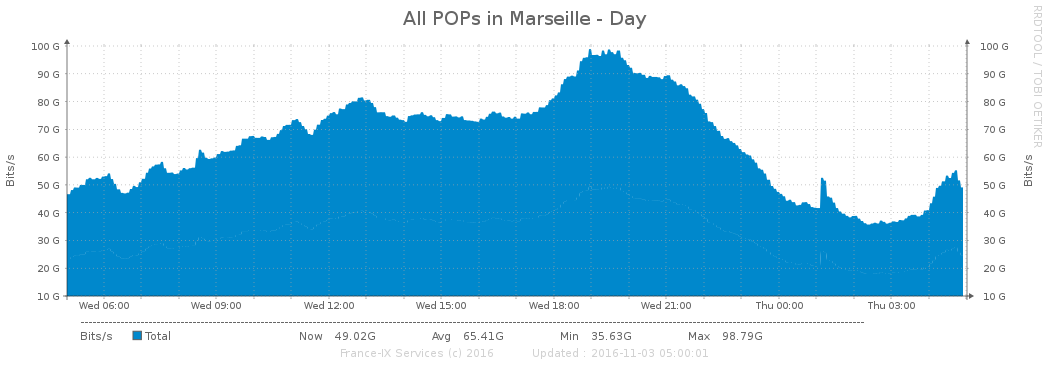 All POPs in Marseille - Day
RRDTOOL / TOBI OETIKER
Bits/s
100 G
90 G
80 G
70 G
60 G
50 G
40 G
30 G
20 G
10 G
100 G
90 G
80 G
70 G
60 G
50 G
40 G
30 G
20 G
10 G
Bits/s
Wed 06:00 Wed 09:00 Wed 12:00 Wed 15:00 Wed 18:00 Wed 21:00 Thu 00:00 Thu 03:00
Bits/s Total Now 49.02G Avg 65.41G Min 35.63G Max 98.79G
France-IX Services (c) 2016 Updated : 2016-11-03 05:00:01